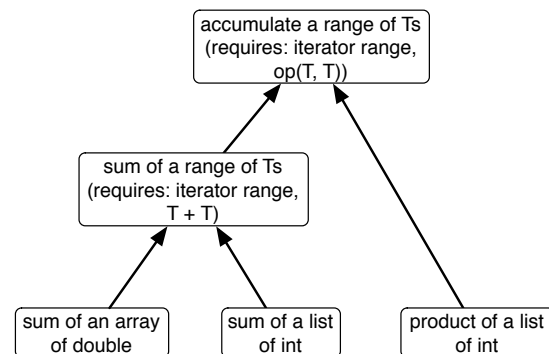 accumulate a range of Ts
(requires: iterator range,
op(T, T))
sum of a range of Ts
(requires: iterator range,
T + T)
sum of an array
of double
sum of a list
of int
product of a list
of int